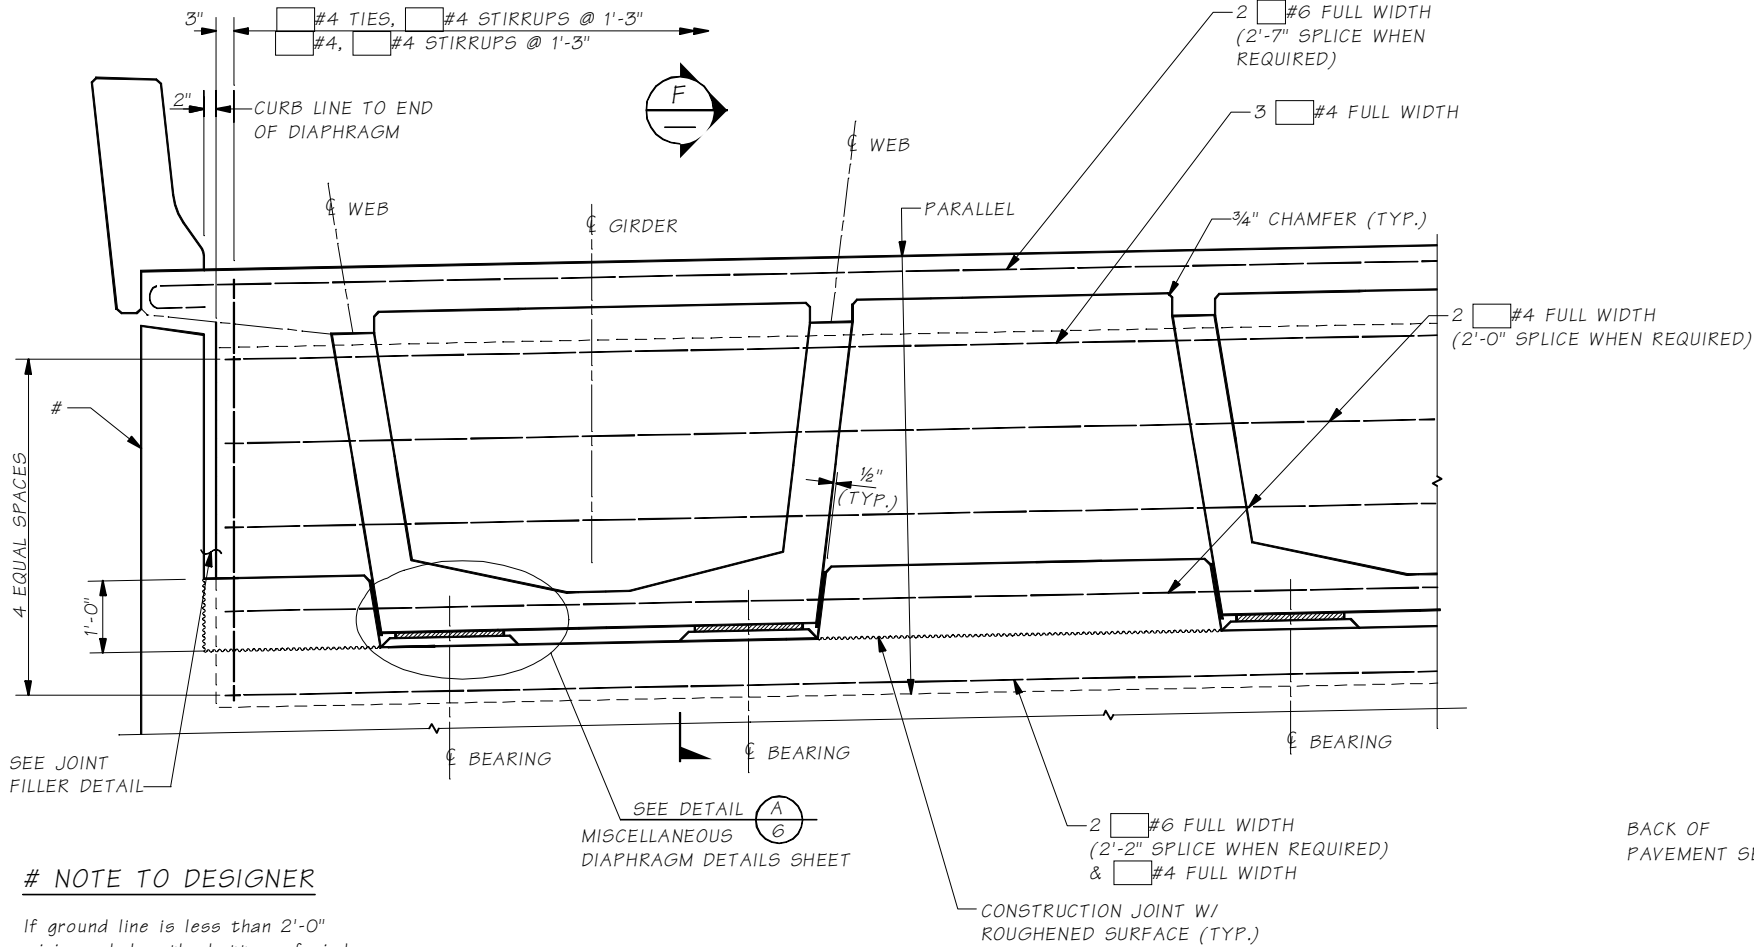 3"
#4 TIES, #4 STIRRUPS @ 1'-3"
#4, #4 STIRRUPS @ 1'-3"
2"
CURB LINE TO END
OF DIAPHRAGM
F
2 #6 FULL WIDTH
(2'-7" SPLICE WHEN
REQUIRED)
3 #4 FULL WIDTH
℄ WEB
℄ WEB
℄ GIRDER
PARALLEL
¾" CHAMFER (TYP.)
2 #4 FULL WIDTH
(2'-0" SPLICE WHEN REQUIRED)
#
4 EQUAL SPACES
1'-0"
½"
(TYP.)
SEE JOINT
FILLER DETAIL
℄ BEARING
℄ BEARING
℄ BEARING
SEE DETAIL A
6
MISCELLANEOUS
DIAPHRAGM DETAILS SHEET
2 #6 FULL WIDTH
(2'-2" SPLICE WHEN REQUIRED)
& #4 FULL WIDTH
BACK OF
PAVEMENT
CONSTRUCTION JOINT W/
ROUGHENED SURFACE (TYP.)
# NOTE TO DESIGNER
If ground line is less than 2'-0"